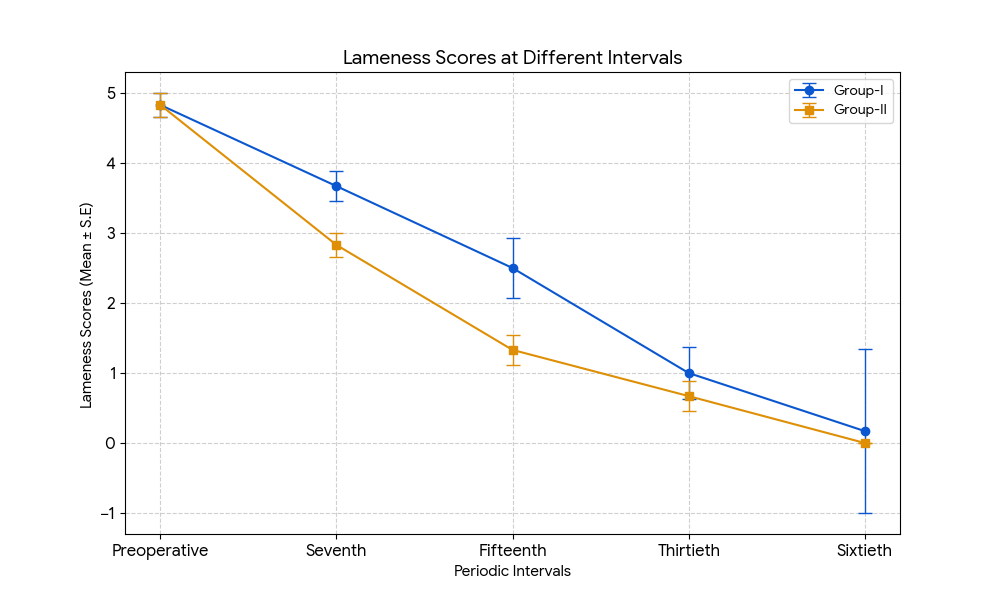 Lameness Scores at Different Intervals
Group-I
Group-II
Lameness Scores (Mean ± S.E)
5
4
3
2
1
0
−1
Preoperative
Seventh
Fifteenth
Thirtieth
Sixtieth
Periodic Intervals